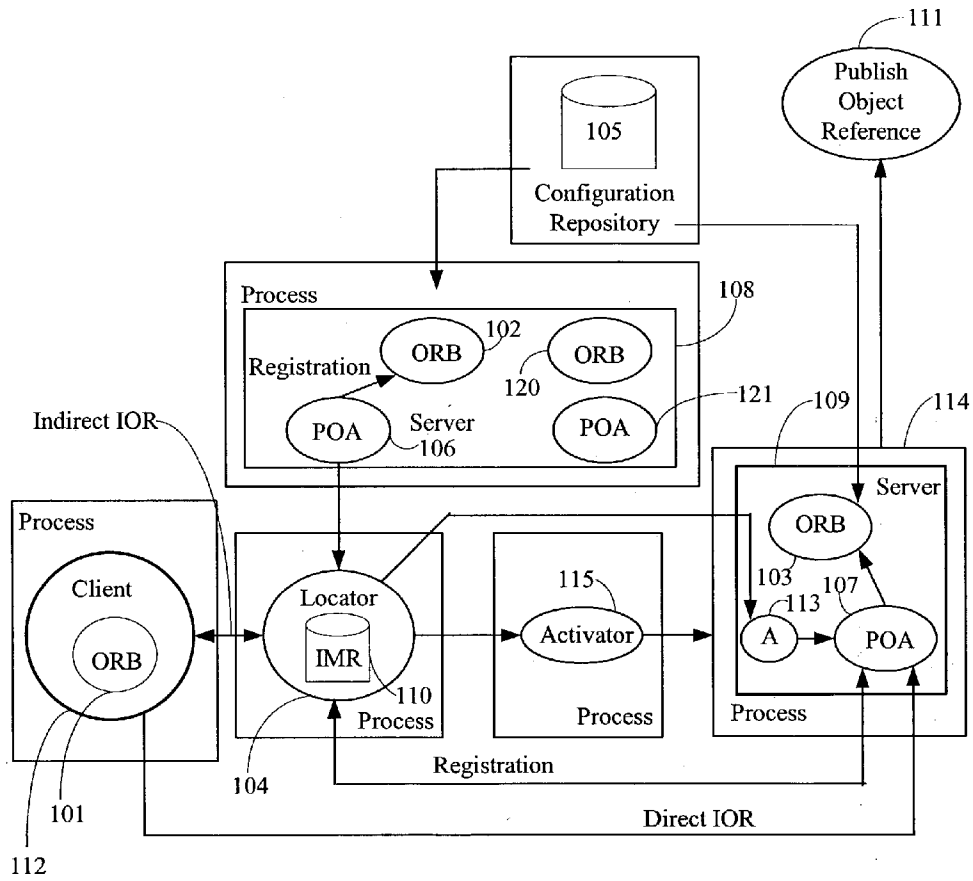 111
Publish
Object
Reference
105
Configuration
Repository
Process
108
102
ORB
ORB
Registration
120
121
Indirect IOR
POA
Server
106
POA
109
114
Process
Server
Client
Locator
115
ORB
103
107
113
ORB
IMR
Activator
A
POA
110
Process
Process
Process
104
Registration
101
Direct IOR
112